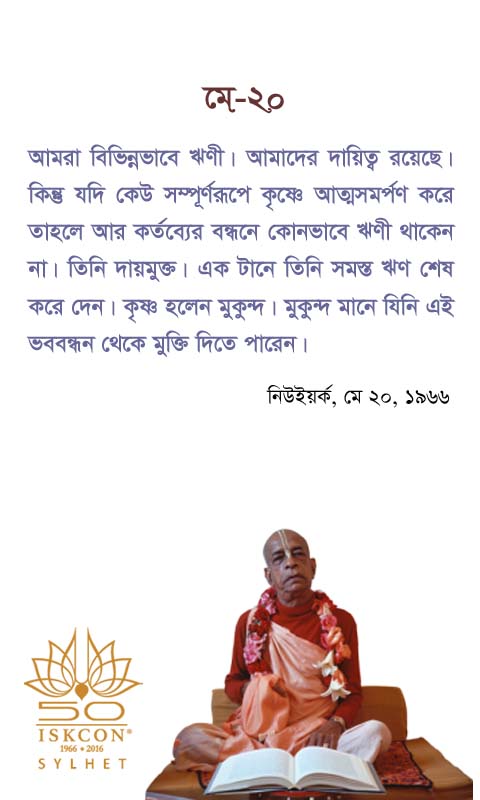 মে-২০
আমরা বিভিন্নভাবে ঋণী। আমাদের দায়িত্ব রয়েছে।
কিন্তু যদি কেউ সম্পূর্ণরূপে কৃষ্ণে আত্মসমর্পণ করে
তাহলে আর কর্তব্যের বন্ধনে কোনভাবে ঋণী থাকেন
না। তিনি দায়মুক্ত। এক টানে তিনি সমস্ত ঋণ শেষ
করে দেন। কৃষ্ণ হলেন মুকুন্দ। মুকুন্দ মানে যিনি এই
ভববন্ধন থেকে মুক্তি দিতে পারেন।
নিউইয়র্ক, মে ২০, ১৯৬৬
50
ISKCON®
1966 • 2016
SYLHET